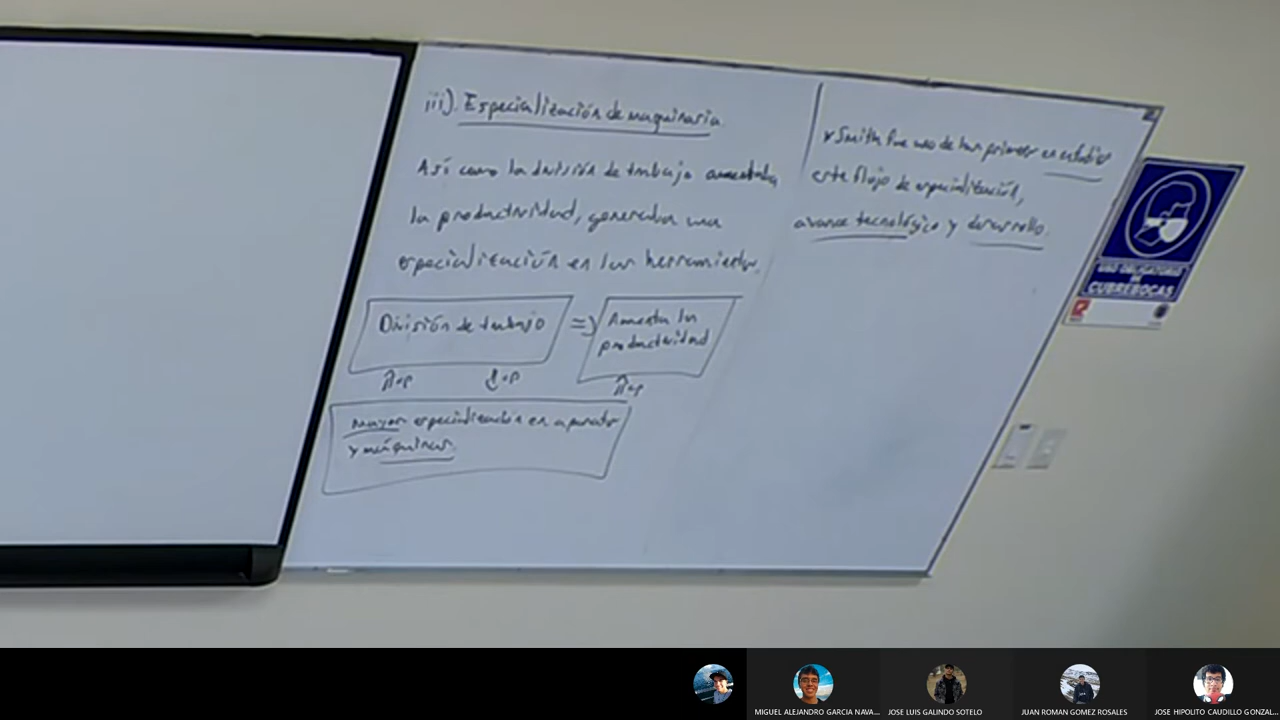 iii). Especialización de maquinaria
Así como la división de trabajo aumentaba
la productividad, generaba una
especialización en las herramientas.
División de trabajo => Aumenta la
productividad
mayor especialización en aparatos
y máquinas.
* Smith fue uno de los primeros en estudiar
este flujo de especialización,
avance tecnológico y desarrollo.
USO OBLIGATORIO
DE
CUBREBOCAS
MIGUEL ALEJANDRO GARCIA NAVA...
JOSE LUIS GALINDO SOTELO
JUAN ROMAN GOMEZ ROSALES
JOSE HIPOLITO CAUDILLO GONZAL...